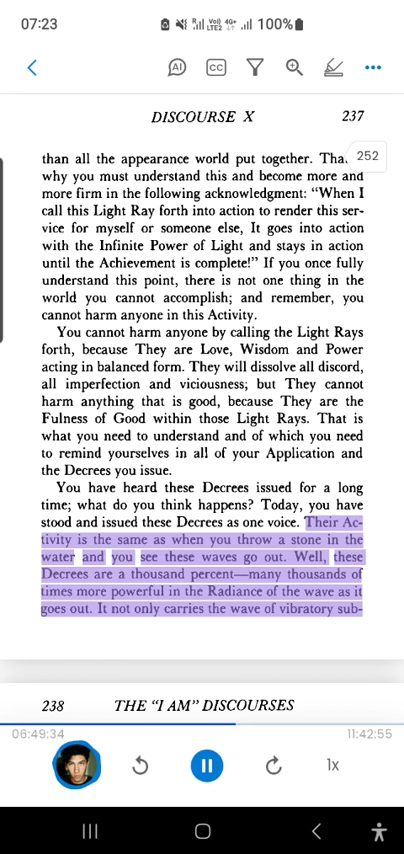 07:23
Vo)) 4G+
LTE2
100%
AI CC
DISCOURSE X 237
252
than all the appearance world put together. Tha
why you must understand this and become more and
more firm in the following acknowledgment: “When I
call this Light Ray forth into action to render this ser-
vice for myself or someone else, It goes into action
with the Infinite Power of Light and stays in action
until the Achievement is complete!” If you once fully
understand this point, there is not one thing in the
world you cannot accomplish; and remember, you
cannot harm anyone in this Activity.
You cannot harm anyone by calling the Light Rays
forth, because They are Love, Wisdom and Power
acting in balanced form. They will dissolve all discord,
all imperfection and viciousness; but They cannot
harm anything that is good, because They are the
Fulness of Good within those Light Rays. That is
what you need to understand and of which you need
to remind yourselves in all of your Application and
the Decrees you issue.
You have heard these Decrees issued for a long
time; what do you think happens? Today, you have
stood and issued these Decrees as one voice. Their Ac-
tivity is the same as when you throw a stone in the
water and you see these waves go out. Well, these
Decrees are a thousand percent—many thousands of
times more powerful in the Radiance of the wave as it
goes out. It not only carries the wave of vibratory sub-
238 THE “I AM” DISCOURSES
06:49:34 11:42:55
1x